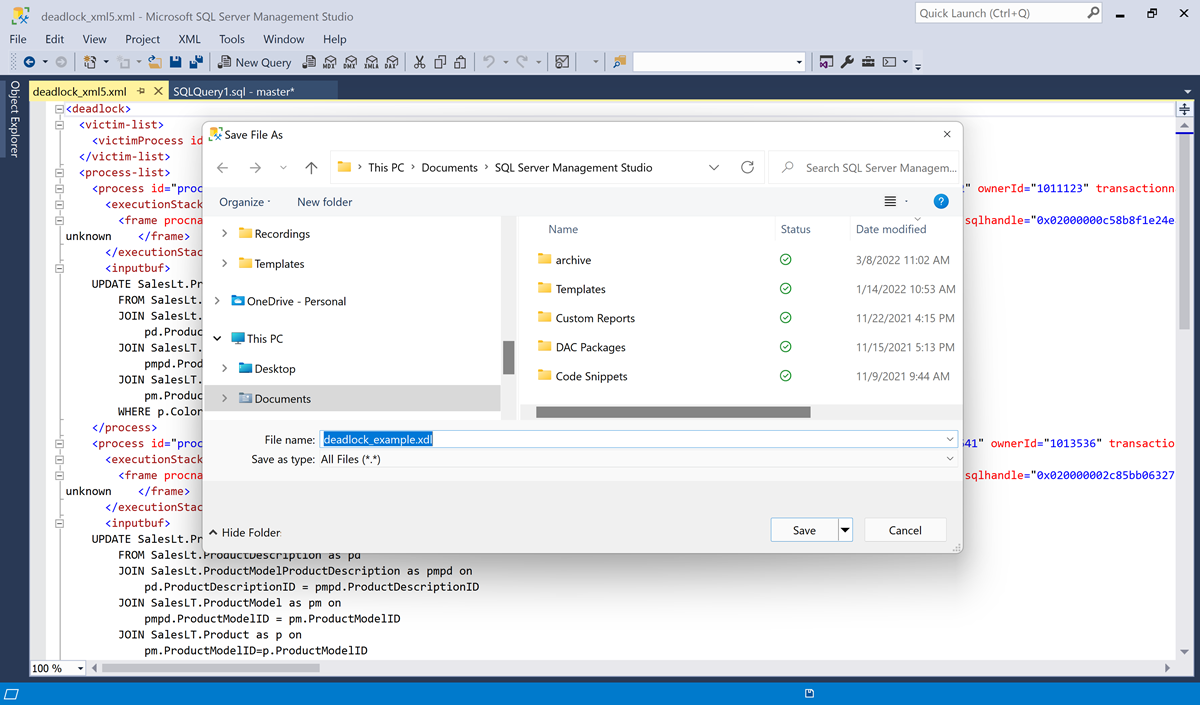 deadlock_xml5.xml - Microsoft SQL Server Management Studio
Quick Launch (Ctrl+Q)
File Edit View Project XML Tools Window Help
New Query MDX DMX XMLA DAX
Object Explorer
deadlock_xml5.xml SQLQuery1.sql - master*
<deadlock>
<victim-list>
<victimProcess id
</victim-list>
<process-list>
<process id="proc 2" ownerId="1011123" transactionn
<executionStack
<frame procna sqlhandle="0x02000000c58b8f1e24e
unknown </frame>
</executionStac
<inputbuf>
UPDATE SalesLt.Pr
FROM SalesLt.
JOIN SalesLt.
pd.Produc
JOIN SalesLT.
pmpd.Prod
JOIN SalesLT.
pm.Produc
WHERE p.Color
</process>
<process id="proc 541" ownerId="1013536" transactio
<executionStack
<frame procna sqlhandle="0x020000002c85bb06327
unknown </frame>
</executionStac
<inputbuf>
UPDATE SalesLt.Pr
FROM SalesLt.ProductDescription as pd
JOIN SalesLT.ProductModelProductDescription as pmpd on
pd.ProductDescriptionID = pmpd.ProductDescriptionID
JOIN SalesLT.ProductModel as pm on
pmpd.ProductModelID = pm.ProductModelID
JOIN SalesLT.Product as p on
pm.ProductModelID=p.ProductModelID
100 %
Save File As
This PC > Documents > SQL Server Management Studio
Search SQL Server Managem...
Organize New folder
?
Recordings
Templates
OneDrive - Personal
This PC
Desktop
Documents
Name Status Date modified
archive 3/8/2022 11:02 AM
Templates 1/14/2022 10:53 AM
Custom Reports 11/22/2021 4:15 PM
DAC Packages 11/15/2021 5:13 PM
Code Snippets 11/9/2021 9:44 AM
File name: deadlock_example.xdl
Save as type: All Files (*.*)
Hide Folder
Save Cancel